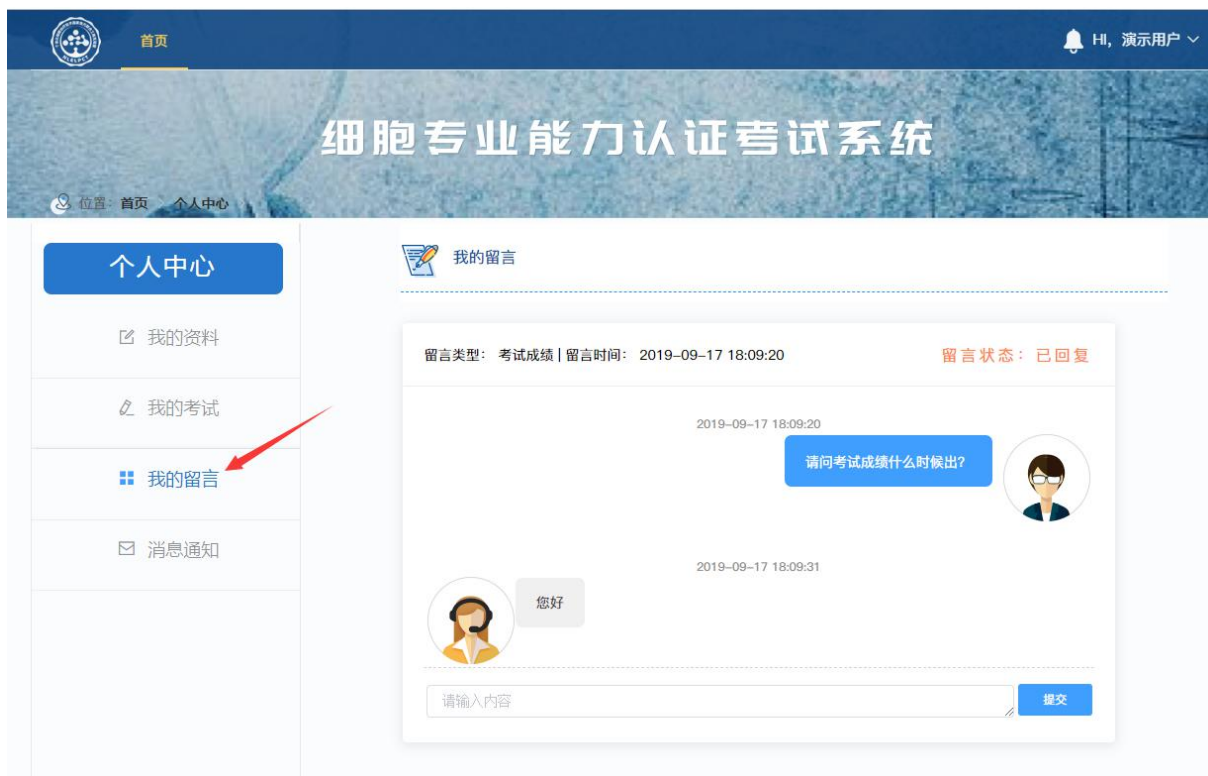 首页
HI, 演示用户
细胞专业能力认证考试系统
位置: 首页 个人中心
个人中心
我的资料
我的考试
我的留言
消息通知
我的留言
留言类型: 考试成绩 | 留言时间: 2019-09-17 18:09:20 留言状态: 已回复
2019-09-17 18:09:20
请问考试成绩什么时候出?
2019-09-17 18:09:31
您好
请输入内容
提交